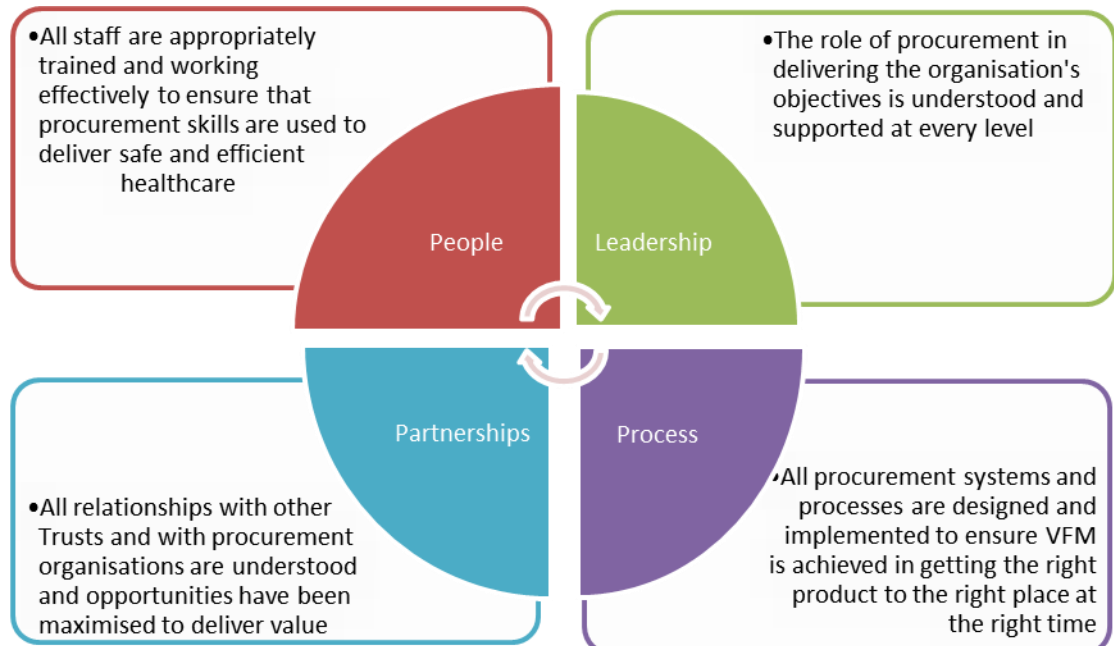 •All staff are appropriately
trained and working
effectively to ensure that
procurement skills are used to
deliver safe and efficient
healthcare
•The role of procurement in
delivering the organisation's
objectives is understood and
supported at every level
People
Leadership
Partnerships
Process
•All relationships with other
Trusts and with procurement
organisations are understood
and opportunities have been
maximised to deliver value
•All procurement systems and
processes are designed and
implemented to ensure VFM
is achieved in getting the right
product to the right place at
the right time